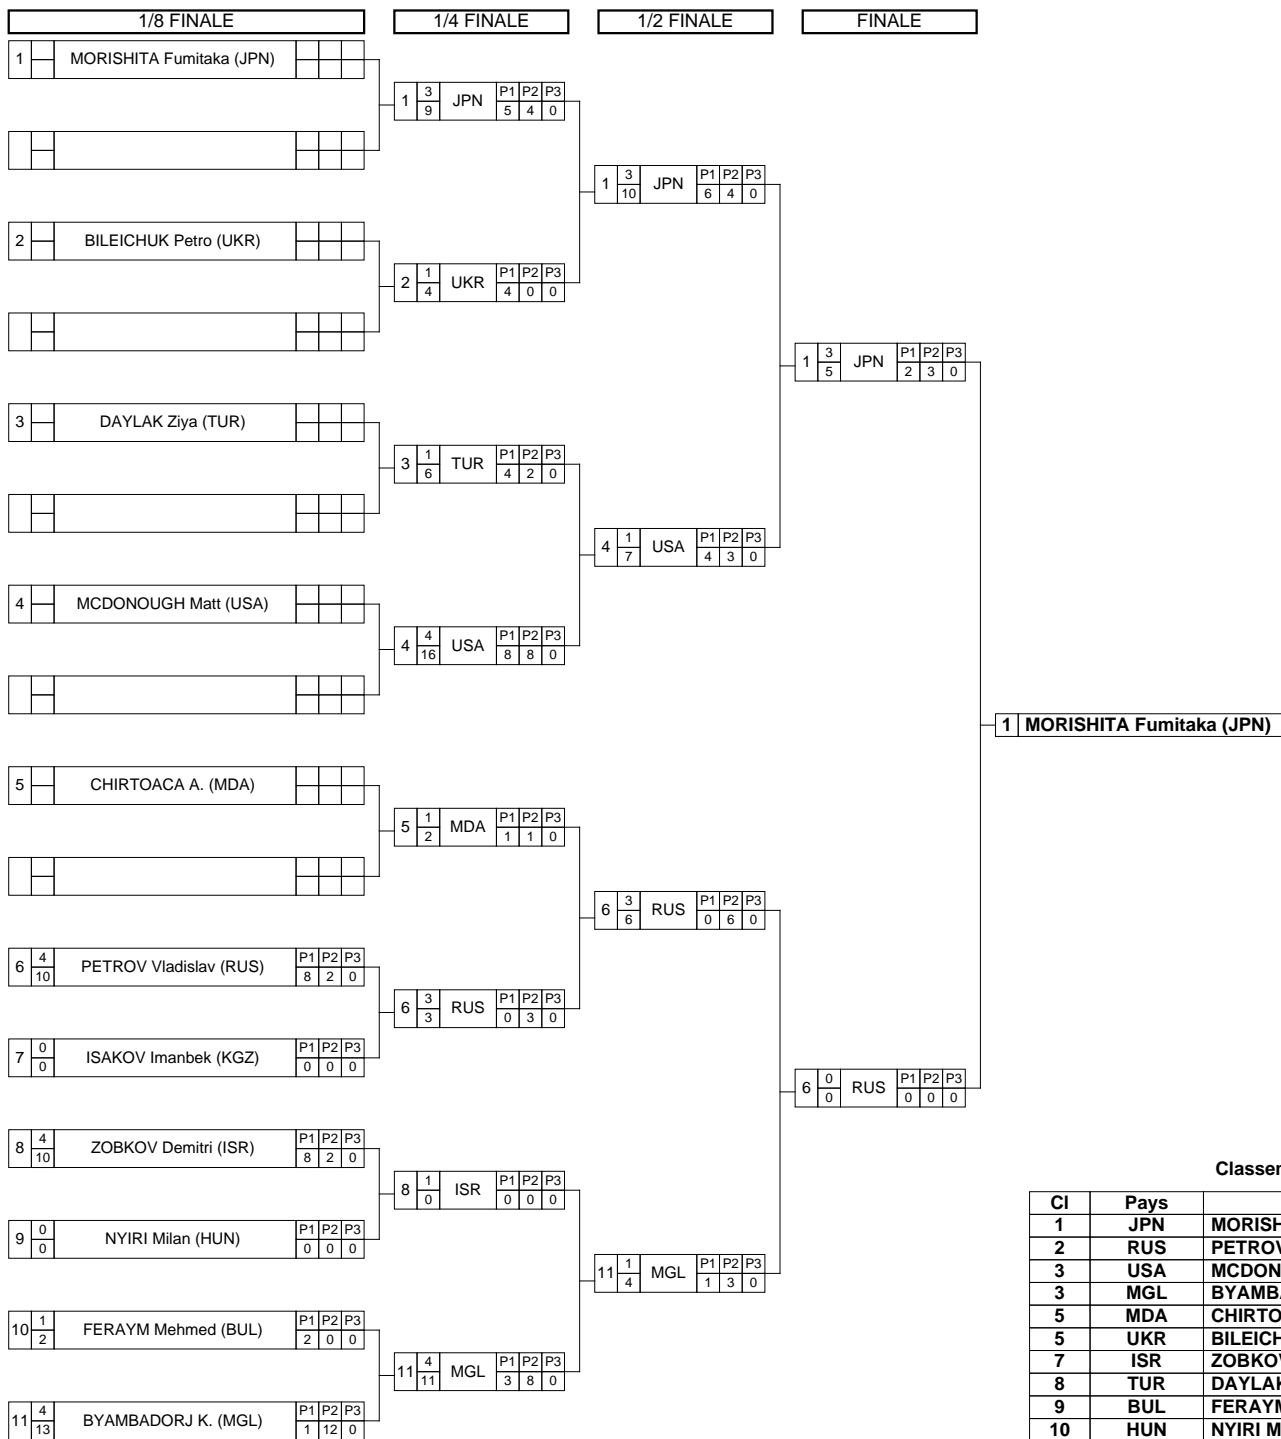 1/8 FINALE 1/4 FINALE 1/2 FINALE FINALE
1 MORISHITA Fumitaka (JPN)
1 3 9 JPN P1 P2 P3 5 4 0
1 3 10 JPN P1 P2 P3 6 4 0
2 BILEICHUK Petro (UKR)
2 1 4 UKR P1 P2 P3 4 0 0
1 3 5 JPN P1 P2 P3 2 3 0
3 DAYLAK Ziya (TUR)
3 1 6 TUR P1 P2 P3 4 2 0
4 1 7 USA P1 P2 P3 4 3 0
4 MCDONOUGH Matt (USA)
4 4 16 USA P1 P2 P3 8 8 0
1 MORISHITA Fumitaka (JPN)
5 CHIRTOACA A. (MDA)
5 1 2 MDA P1 P2 P3 1 1 0
6 3 6 RUS P1 P2 P3 0 6 0
6 4 10 PETROV Vladislav (RUS) P1 P2 P3 8 2 0
6 3 3 RUS P1 P2 P3 0 3 0
7 0 0 ISAKOV Imanbek (KGZ) P1 P2 P3 0 0 0
6 0 0 RUS P1 P2 P3 0 0 0
8 4 10 ZOBKOV Demitri (ISR) P1 P2 P3 8 2 0
8 1 0 ISR P1 P2 P3 0 0 0
9 0 0 NYIRI Milan (HUN) P1 P2 P3 0 0 0
11 1 4 MGL P1 P2 P3 1 3 0
10 1 2 FERAYM Mehmed (BUL) P1 P2 P3 2 0 0
11 4 11 MGL P1 P2 P3 3 8 0
11 4 13 BYAMBADORJ K. (MGL) P1 P2 P3 1 12 0
Classer
Cl Pays
1 JPN MORISH
2 RUS PETROV
3 USA MCDON
3 MGL BYAMBA
5 MDA CHIRTO
5 UKR BILEICH
7 ISR ZOBKOV
8 TUR DAYLAK
9 BUL FERAYM
10 HUN NYIRI M